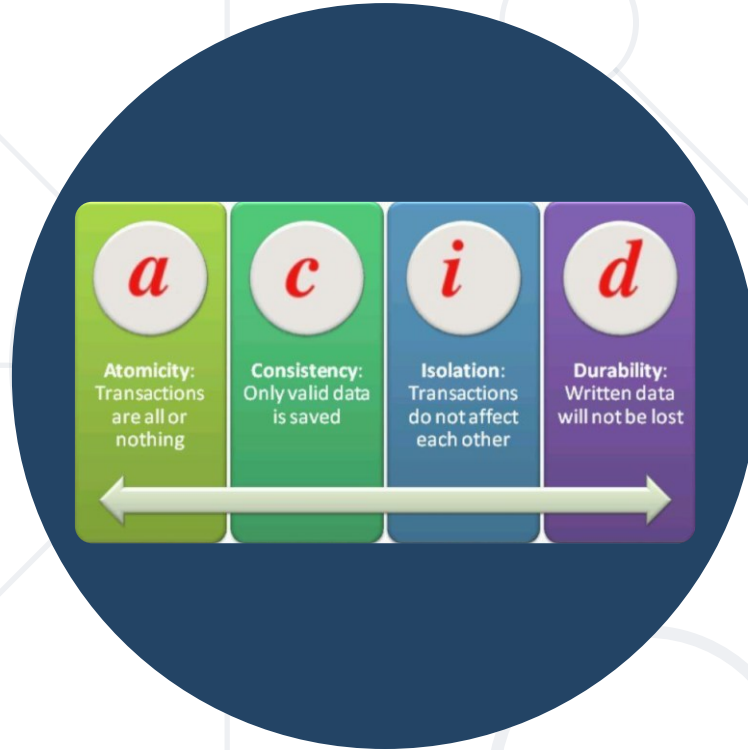 a
Atomicity:
Transactions
are all or
nothing
c
Consistency:
Only valid data
is saved
i
Isolation:
Transactions
do not affect
each other
d
Durability:
Written data
will not be lost